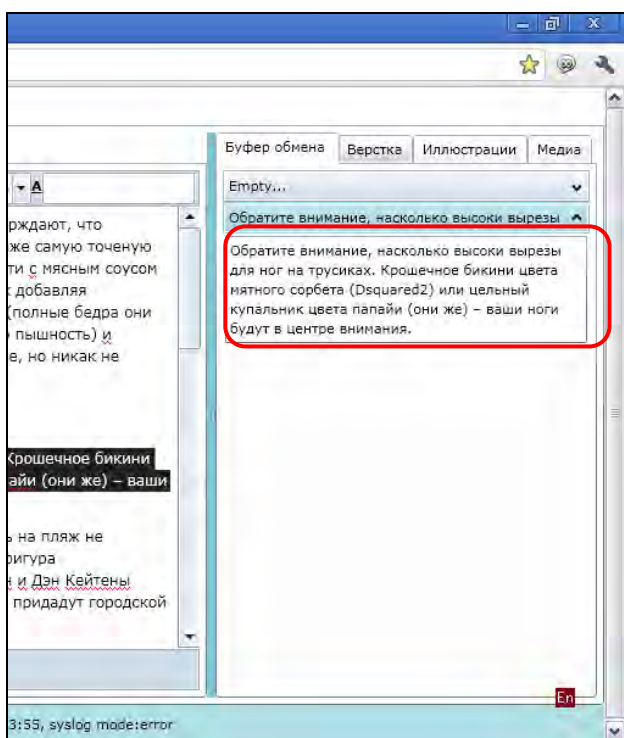 Буфер обмена
Верстка
Иллюстрации
Медиа
A
рждают, что
же самую точеную
ти с мясным соусом
добавляя
(полные бедра они
пышность) и
е, но никак не
Крошечное бикини
айи (они же) – ваши
ь на пляж не
фигура
н и Дэн Кейтены
придадут городской
Empty...
Обратите внимание, насколько высоки вырезы
Обратите внимание, насколько высоки вырезы
для ног на трусиках. Крошечное бикини цвета
мятного сорбета (Dsquared2) или цельный
купальник цвета папайи (они же) – ваши ноги
будут в центре внимания.
En
3:55, syslog mode:error